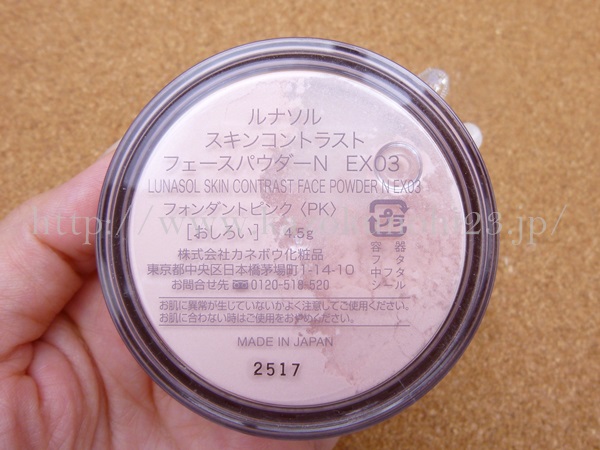 ルナソル
スキンコントラスト
フェースパウダーN EX03
LUNASOL SKIN CONTRAST FACE POWDER N EX03
フォンダントピンク〈PK〉
[おしろい] 4.5g
プラ
容器
フタ
中フタ
シール
株式会社カネボウ化粧品
東京都中央区日本橋茅場町1-14-10
お問合せ先 0120-518-520
お肌に異常が生じていないかよく注意してご使用ください。
お肌に合わない時はご使用をおやめください。
MADE IN JAPAN
2517